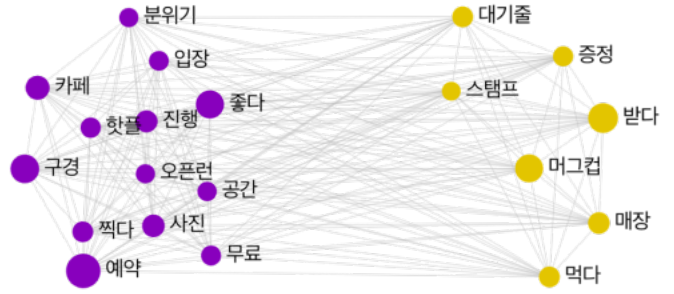 분위기
대기줄
입장
증정
카페
스탬프
좋다
핫플
진행
받다
구경
오픈런
머그컵
공간
찍다
사진
매장
무료
예약
먹다